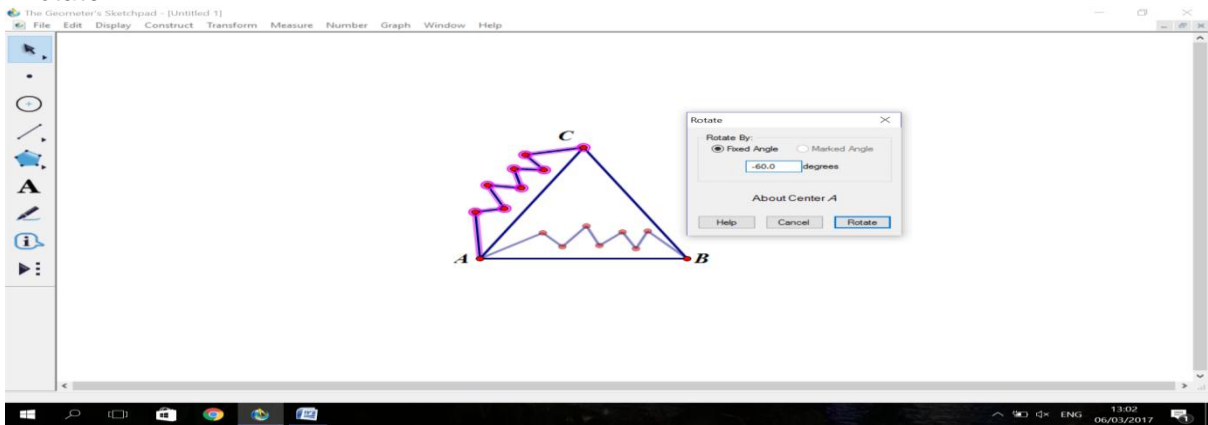 The Geometer's Sketchpad - [Untitled 1]
File Edit Display Construct Transform Measure Number Graph Window Help
Rotate
Rotate By:
Fixed Angle Marked Angle
-60.0 degrees
About Center A
Help Cancel Rotate
C
A
B
A
ENG
13:02
06/03/2017